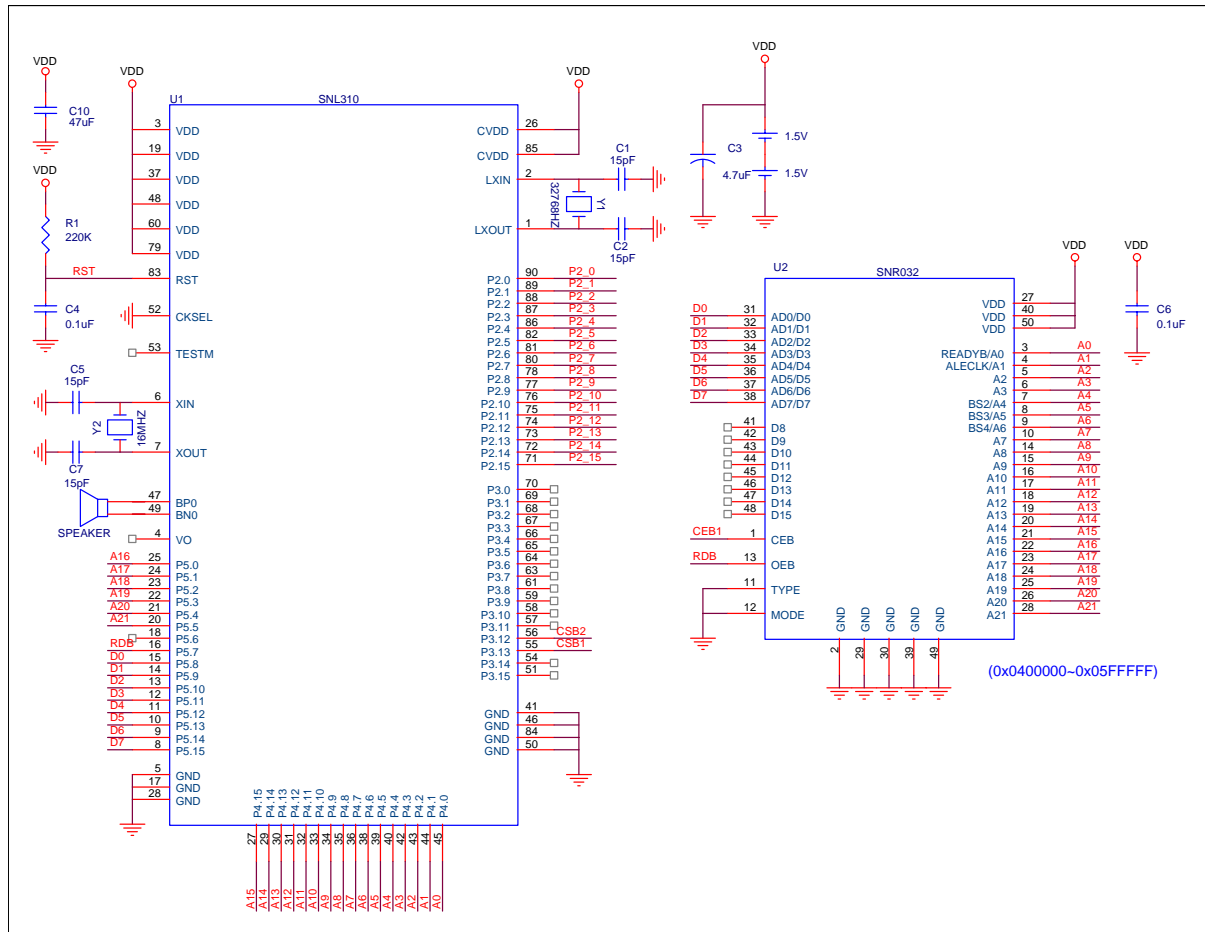 VDD
C10
47uF
VDD
R1
220K
RST
C4
0.1uF
C5
15pF
Y2
16MHZ
C7
15pF
SPEAKER
VDD
U1
SNL310
3 VDD
19 VDD
37 VDD
48 VDD
60 VDD
79 VDD
83 RST
52 CKSEL
53 TESTM
6 XIN
7 XOUT
47 BP0
49 BN0
4 VO
A16 25 P5.0
A17 24 P5.1
A18 23 P5.2
A19 22 P5.3
A20 21 P5.4
A21 20 P5.5
18 P5.6
RDB 16 P5.7
D0 15 P5.8
D1 14 P5.9
D2 13 P5.10
D3 12 P5.11
D4 11 P5.12
D5 10 P5.13
D6 9 P5.14
D7 8 P5.15
5 GND
17 GND
28 GND
P4.15 27 A15
P4.14 29 A14
P4.13 30 A13
P4.12 31 A12
P4.11 32 A11
P4.10 33 A10
P4.9 34 A9
P4.8 35 A8
P4.7 36 A7
P4.6 38 A6
P4.5 39 A5
P4.4 40 A4
P4.3 42 A3
P4.2 43 A2
P4.1 44 A1
P4.0 45 A0
VDD
CVDD 26
CVDD 85
LXIN 2
LXOUT 1
C1
15pF
32768HZ
Y1
C2
15pF
P2.0 90 P2_0
P2.1 89 P2_1
P2.2 88 P2_2
P2.3 87 P2_3
P2.4 86 P2_4
P2.5 82 P2_5
P2.6 81 P2_6
P2.7 80 P2_7
P2.8 78 P2_8
P2.9 77 P2_9
P2.10 76 P2_10
P2.11 75 P2_11
P2.12 74 P2_12
P2.13 73 P2_13
P2.14 72 P2_14
P2.15 71 P2_15
P3.0 70
P3.1 69
P3.2 68
P3.3 67
P3.4 66
P3.5 65
P3.6 64
P3.7 63
P3.8 61
P3.9 59
P3.10 58
P3.11 57
P3.12 56 CSB2
P3.13 55 CSB1
P3.14 54
P3.15 51
GND 41
GND 46
GND 84
GND 50
VDD
1.5V
C3
4.7uF
1.5V
U2
SNR032
D0 31 AD0/D0
D1 32 AD1/D1
D2 33 AD2/D2
D3 34 AD3/D3
D4 35 AD4/D4
D5 36 AD5/D5
D6 37 AD6/D6
D7 38 AD7/D7
41 D8
42 D9
43 D10
44 D11
45 D12
46 D13
47 D14
48 D15
CEB1 1 CEB
RDB 13 OEB
11 TYPE
12 MODE
VDD
VDD 27
VDD 40
VDD 50
READYB/A0 3 A0
ALECLK/A1 4 A1
A2 5 A2
A3 6 A3
BS2/A4 7 A4
BS3/A5 8 A5
BS4/A6 9 A6
A7 10 A7
A8 14 A8
A9 15 A9
A10 16 A10
A11 17 A11
A12 18 A12
A13 19 A13
A14 20 A14
A15 21 A15
A16 22 A16
A17 23 A17
A18 24 A18
A19 25 A19
A20 26 A20
A21 28 A21
GND 2
GND 29
GND 30
GND 39
GND 49
VDD
C6
0.1uF
(0x0400000~0x05FFFFF)